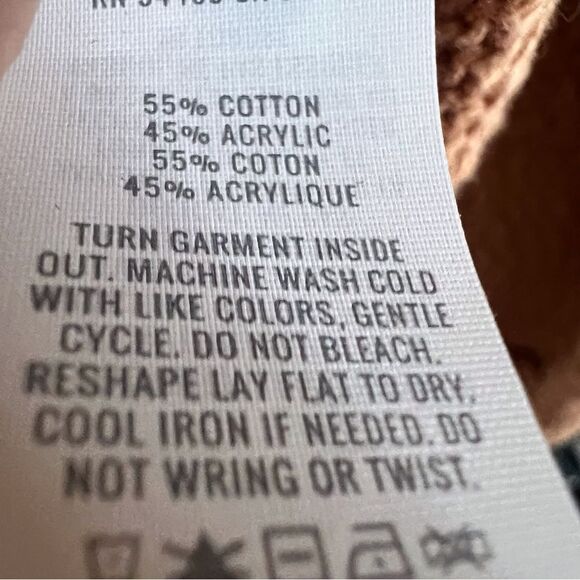 55% COTTON
45% ACRYLIC
55% COTON
45% ACRYLIQUE
TURN GARMENT INSIDE
OUT. MACHINE WASH COLD
WITH LIKE COLORS, GENTLE
CYCLE. DO NOT BLEACH.
RESHAPE LAY FLAT TO DRY.
COOL IRON IF NEEDED. DO
NOT WRING OR TWIST.